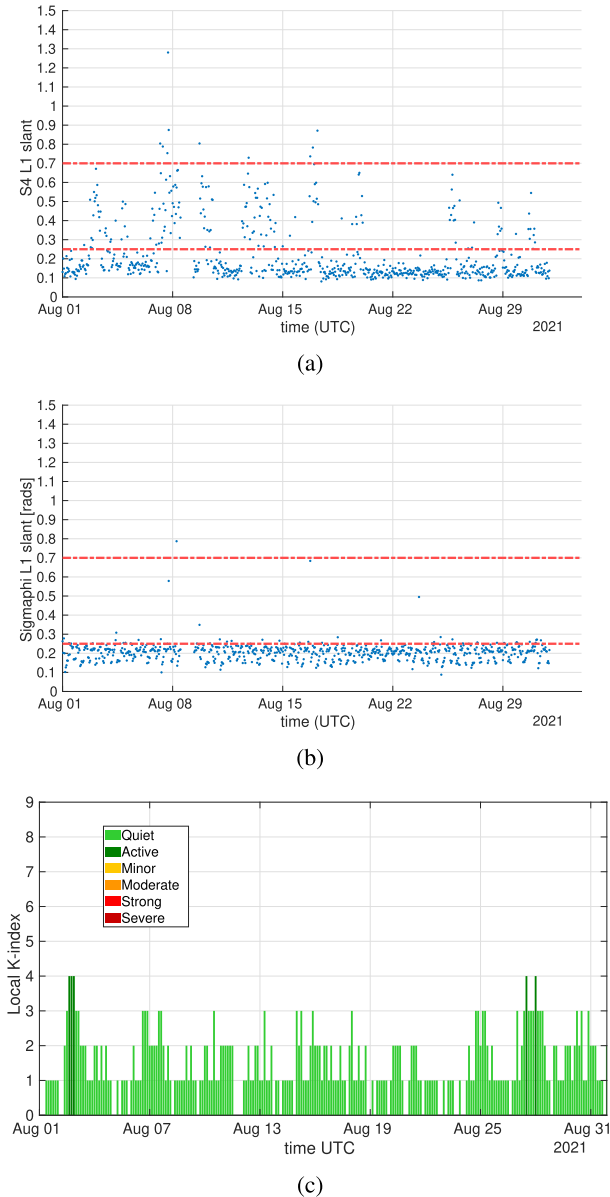 1.5
1.4
1.3
1.2
1.1
1
0.9
0.8
0.7
0.6
0.5
0.4
0.3
0.2
0.1
0
S4 L1 slant
Aug 01 Aug 08 Aug 15 Aug 22 Aug 29
time (UTC) 2021
(a)
1.5
1.4
1.3
1.2
1.1
1
0.9
0.8
0.7
0.6
0.5
0.4
0.3
0.2
0.1
0
Sigmaphi L1 slant [rads]
Aug 01 Aug 08 Aug 15 Aug 22 Aug 29
time (UTC) 2021
(b)
9
8
7
6
5
4
3
2
1
0
Local K-index
Quiet
Active
Minor
Moderate
Strong
Severe
Aug 01 Aug 07 Aug 13 Aug 19 Aug 25 Aug 31
time UTC 2021
(c)